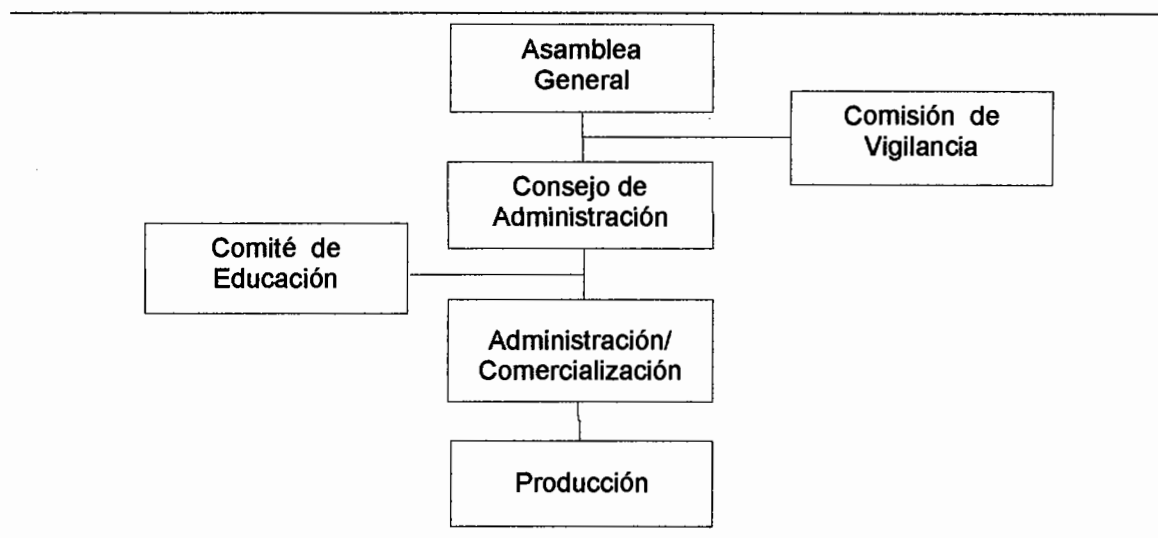 Asamblea
General
Comisión de
Vigilancia
Consejo de
Administración
Comité de
Educación
Administración/
Comercialización
Producción